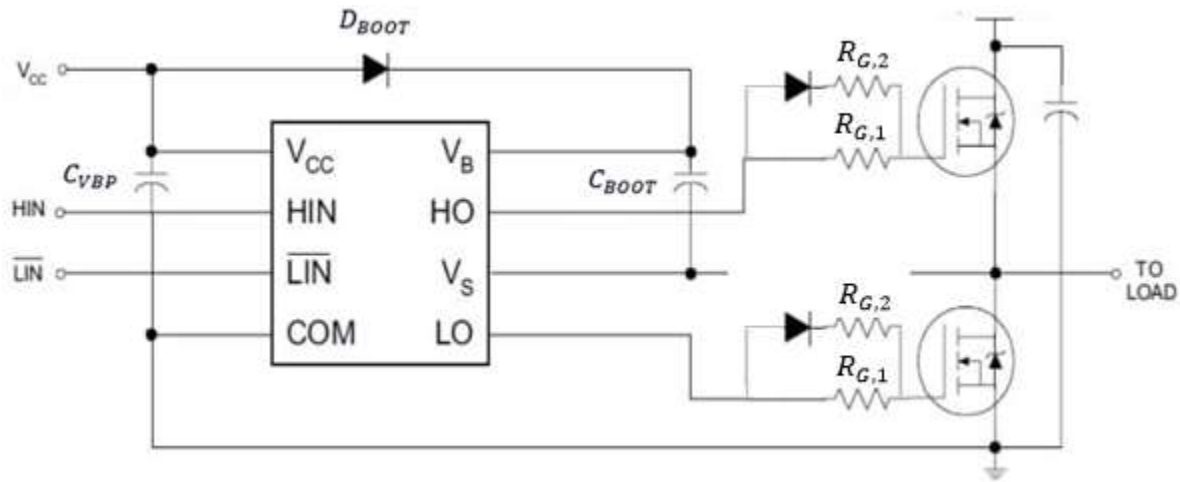 D_BOOT
V_CC
R_G,2
V_CC
V_B
R_G,1
C_VBP
C_BOOT
HIN
HIN
HO
LIN
LIN
V_S
TO
LOAD
R_G,2
COM
LO
R_G,1